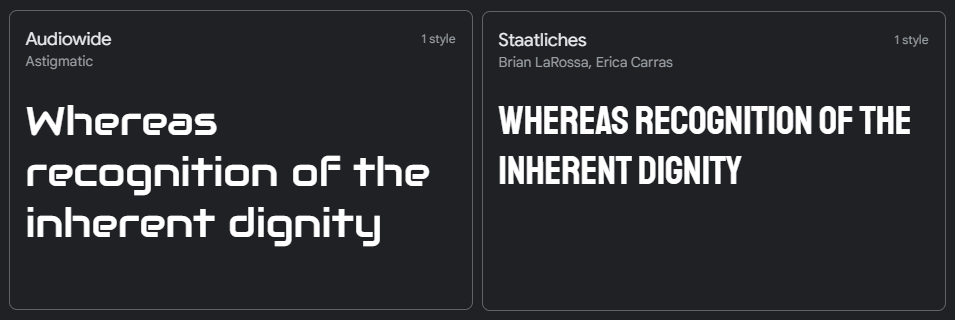 Audiowide
1 style
Astigmatic
Whereas
recognition of the
inherent dignity
Staatliches
1 style
Brian LaRossa, Erica Carras
WHEREAS RECOGNITION OF THE
INHERENT DIGNITY